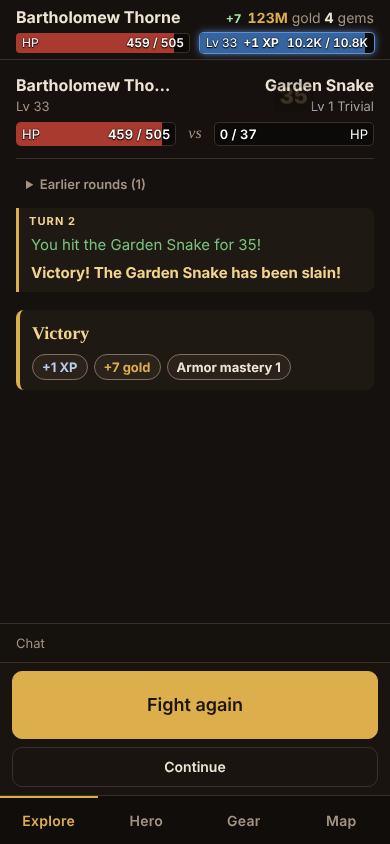 Bartholomew Thorne +7 123M gold 4 gems
HP 459 / 505 Lv 33 +1 XP 10.2K / 10.8K
Bartholomew Tho... Garden Snake
35
Lv 33 Lv 1 Trivial
HP 459 / 505 vs 0 / 37 HP
▶ Earlier rounds (1)
TURN 2
You hit the Garden Snake for 35!
Victory! The Garden Snake has been slain!
Victory
+1 XP +7 gold Armor mastery 1
Chat
Fight again
Continue
Explore Hero Gear Map